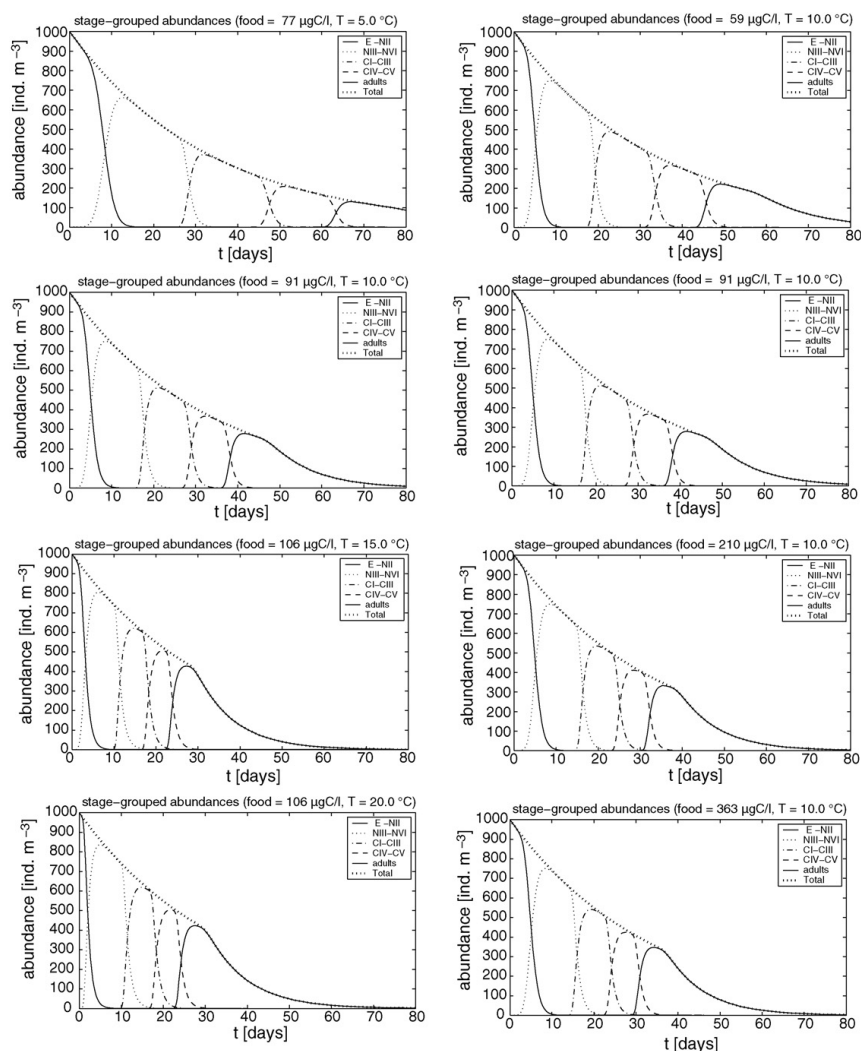 stage−grouped abundances (food = 77 µgC/l, T = 5.0 °C)
abundance [ind. m−3]
1000
900
800
700
600
500
400
300
200
100
0
E −NII
NIII−NVI
CI−CIII
CIV−CV
adults
Total
0 10 20 30 40 50 60 70 80
t [days]
stage−grouped abundances (food = 59 µgC/l, T = 10.0 °C)
abundance [ind. m−3]
1000
900
800
700
600
500
400
300
200
100
0
E −NII
NIII−NVI
CI−CIII
CIV−CV
adults
Total
0 10 20 30 40 50 60 70 80
t [days]
stage−grouped abundances (food = 91 µgC/l, T = 10.0 °C)
abundance [ind. m−3]
1000
900
800
700
600
500
400
300
200
100
0
E −NII
NIII−NVI
CI−CIII
CIV−CV
adults
Total
0 10 20 30 40 50 60 70 80
t [days]
stage−grouped abundances (food = 91 µgC/l, T = 10.0 °C)
abundance [ind. m−3]
1000
900
800
700
600
500
400
300
200
100
0
E −NII
NIII−NVI
CI−CIII
CIV−CV
adults
Total
0 10 20 30 40 50 60 70 80
t [days]
stage−grouped abundances (food = 106 µgC/l, T = 15.0 °C)
abundance [ind. m−3]
1000
900
800
700
600
500
400
300
200
100
0
E −NII
NIII−NVI
CI−CIII
CIV−CV
adults
Total
0 10 20 30 40 50 60 70 80
t [days]
stage−grouped abundances (food = 210 µgC/l, T = 10.0 °C)
abundance [ind. m−3]
1000
900
800
700
600
500
400
300
200
100
0
E −NII
NIII−NVI
CI−CIII
CIV−CV
adults
Total
0 10 20 30 40 50 60 70 80
t [days]
stage−grouped abundances (food = 106 µgC/l, T = 20.0 °C)
abundance [ind. m−3]
1000
900
800
700
600
500
400
300
200
100
0
E −NII
NIII−NVI
CI−CIII
CIV−CV
adults
Total
0 10 20 30 40 50 60 70 80
t [days]
stage−grouped abundances (food = 363 µgC/l, T = 10.0 °C)
abundance [ind. m−3]
1000
900
800
700
600
500
400
300
200
100
0
E −NII
NIII−NVI
CI−CIII
CIV−CV
adults
Total
0 10 20 30 40 50 60 70 80
t [days]